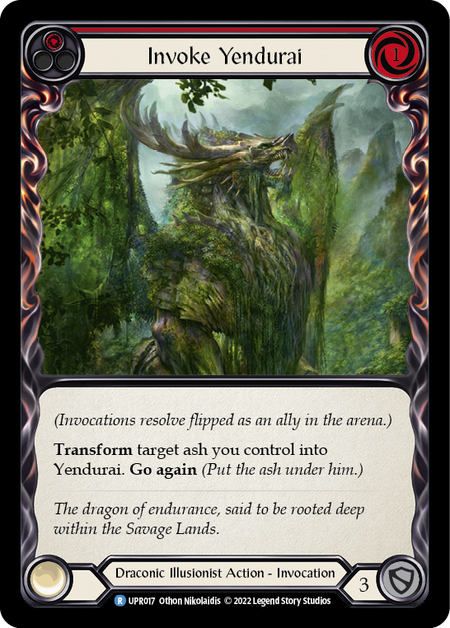 Invoke Yendurai
1
(Invocations resolve flipped as an ally in the arena.)
Transform target ash you control into
Yendurai. Go again (Put the ash under him.)
The dragon of endurance, said to be rooted deep
within the Savage Lands.
Draconic Illusionist Action - Invocation
3
R UPR017 Othon Nikolaidis © 2022 Legend Story Studios